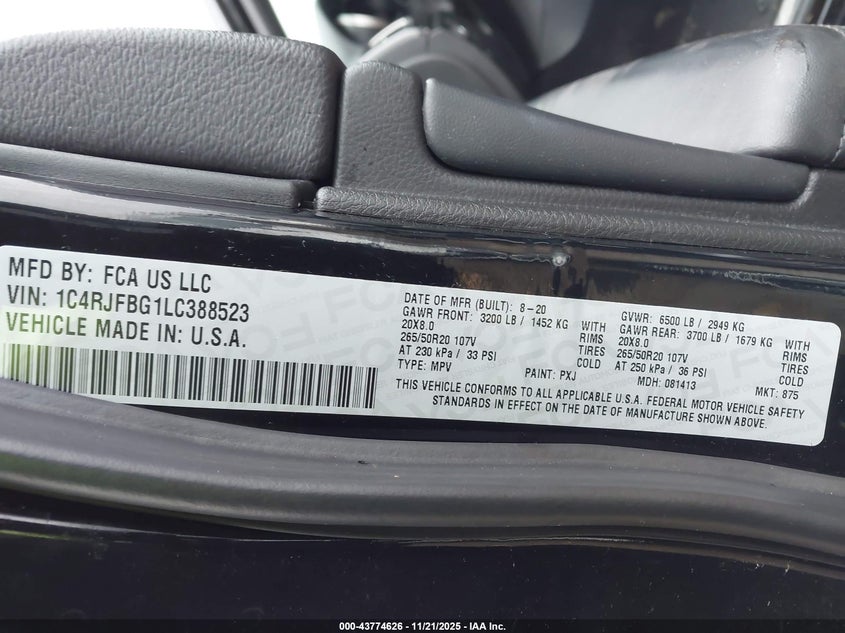 MFD BY: FCA US LLC
VIN: 1C4RJFBG1LC388523
VEHICLE MADE IN: U.S.A.
DATE OF MFR (BUILT): 8-20 GVWR: 6500 LB / 2949 KG
GAWR FRONT: 3200 LB / 1452 KG WITH GAWR REAR: 3700 LB / 1679 KG WITH
20X8.0 RIMS 20X8.0 RIMS
265/50R20 107V TIRES 265/50R20 107V TIRES
AT 230 kPa / 33 PSI COLD AT 250 kPa / 36 PSI COLD
TYPE: MPV PAINT: PXJ MDH: 081413 MKT: 875
THIS VEHICLE CONFORMS TO ALL APPLICABLE U.S.A. FEDERAL MOTOR VEHICLE SAFETY
STANDARDS IN EFFECT ON THE DATE OF MANUFACTURE SHOWN ABOVE.
000-43774626 - 11/21/2025 - IAA Inc.